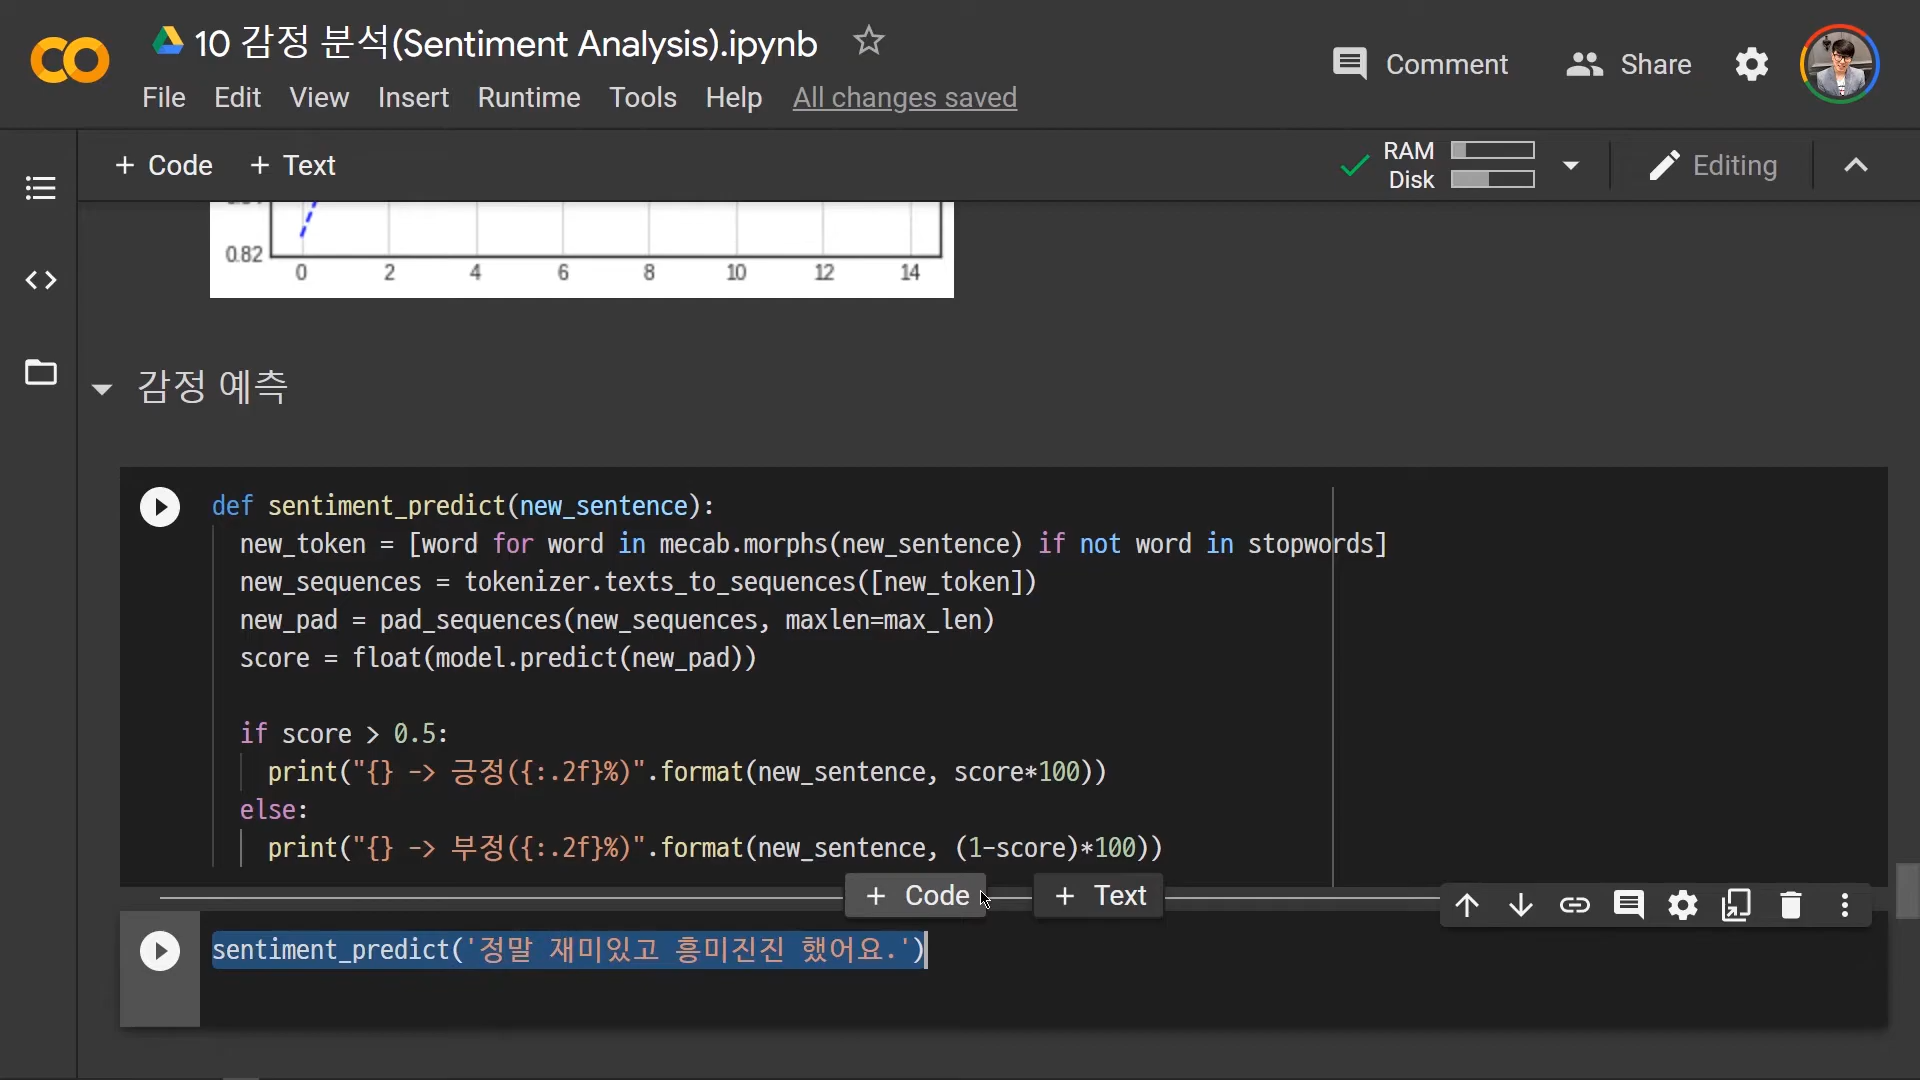 10 감정 분석(Sentiment Analysis).ipynb
Comment
Share
File Edit View Insert Runtime Tools Help All changes saved
+ Code + Text
RAM
Disk
Editing
0.82
0 2 4 6 8 10 12 14
감정 예측
def sentiment_predict(new_sentence):
new_token = [word for word in mecab.morphs(new_sentence) if not word in stopwords]
new_sequences = tokenizer.texts_to_sequences([new_token])
new_pad = pad_sequences(new_sequences, maxlen=max_len)
score = float(model.predict(new_pad))
if score > 0.5:
print("{} -> 긍정({:.2f}%)".format(new_sentence, score*100))
else:
print("{} -> 부정({:.2f}%)".format(new_sentence, (1-score)*100))
+ Code + Text
sentiment_predict('정말 재미있고 흥미진진 했어요.')